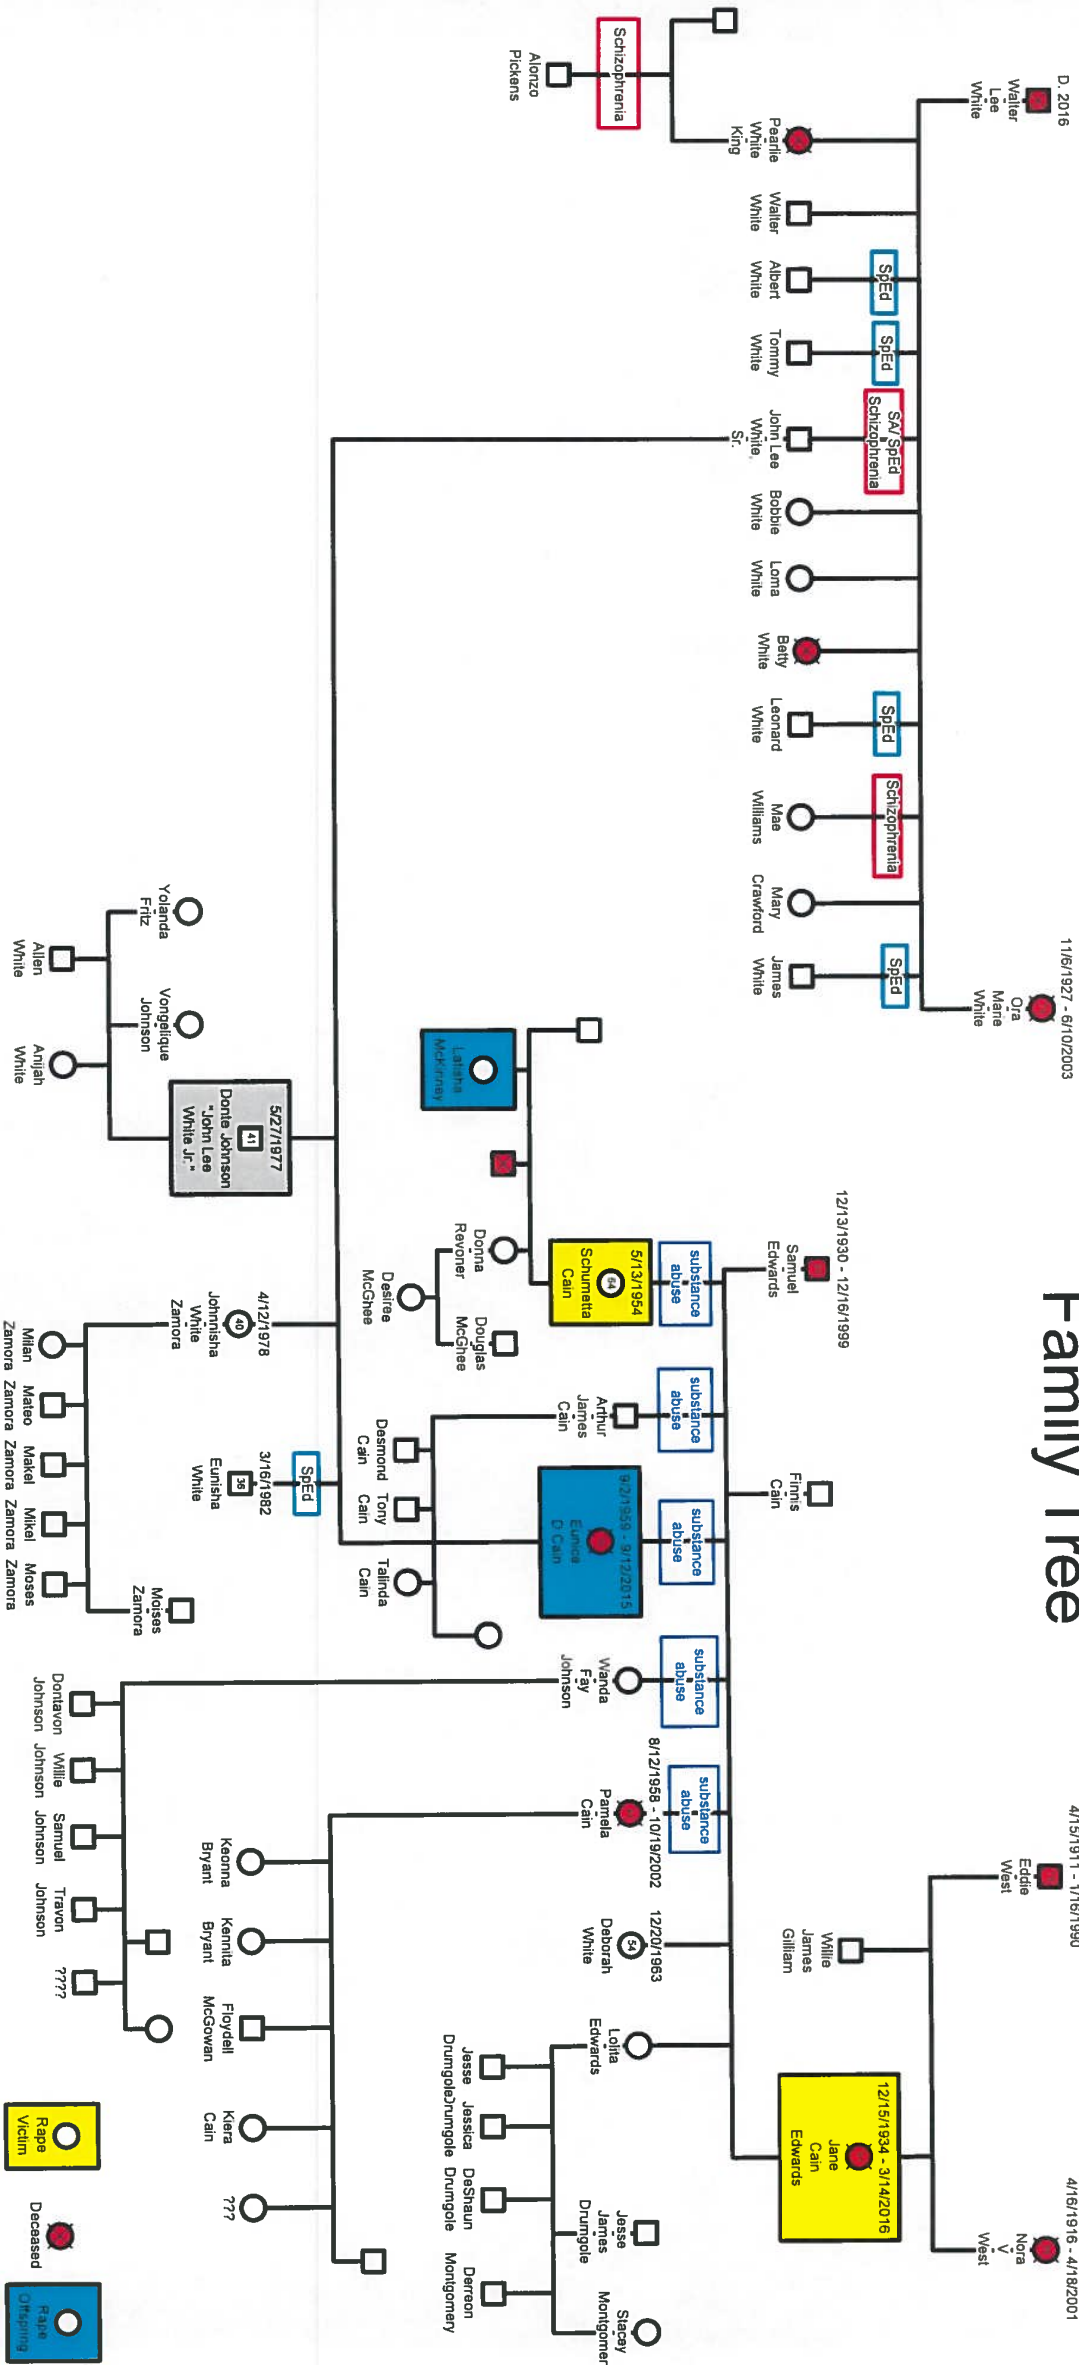 Family Tree
D. 2016
Walter
Lee
White
11/6/1927 - 6/10/2003
Ora
Marie
White
Pearlie
White
King
Walter
White
SpEd
Albert
White
SpEd
Tommy
White
SA/ SpEd
Schizophrenia
John Lee
White,
Sr.
Bobbie
White
Loma
White
Betty
White
SpEd
Leonard
White
Schizophrenia
Mae
Williams
Mary
Crawford
SpEd
James
White
Schizophrenia
Alonzo
Pickens
4/15/1911 - 1/16/1990
Eddie
West
4/16/1916 - 4/18/2001
Nora
V
West
12/13/1930 - 12/16/1999
Samuel
Edwards
Finnis
Cain
Willie
James
Gilliam
12/15/1934 - 3/14/2016
Jane
Cain
Edwards
substance
abuse
5/13/1954
64
Schumetta
Cain
substance
abuse
Arthur
James
Cain
substance
abuse
9/2/1959 - 9/12/2015
Eunice
D Cain
substance
abuse
Wanda
Fay
Johnson
substance
abuse
8/12/1958 - 10/19/2002
Pamela
Cain
12/20/1963
54
Deborah
White
Lolita
Edwards
Latisha
McKinney
Donna
Revoner
Douglas
McGhee
Desiree
McGhee
Desmond
Cain
Tony
Cain
Talinda
Cain
Jesse
James
Drumgole
Stacey
Montgomer
Jesse
Drumgole
Jessica
Drumgole
DeShaun
Drumgole
Derreon
Montgomery
5/27/1977
41
Donte Johnson
"John Lee
White Jr."
4/12/1978
40
Johnnisha
White
Zamora
SpEd
3/16/1982
36
Eunisha
White
Keonna
Bryant
Kennita
Bryant
Floydell
McGowan
Kiera
Cain
???
Yolanda
Fritz
Vongelique
Johnson
Allen
White
Anijah
White
Moises
Zamora
Milan
Zamora
Mateo
Zamora
Makel
Zamora
Mikel
Zamora
Moses
Zamora
Dontavon
Johnson
Willie
Johnson
Samuel
Johnson
Travon
Johnson
????
Rape
Victim
Deceased
Rape
Offspring